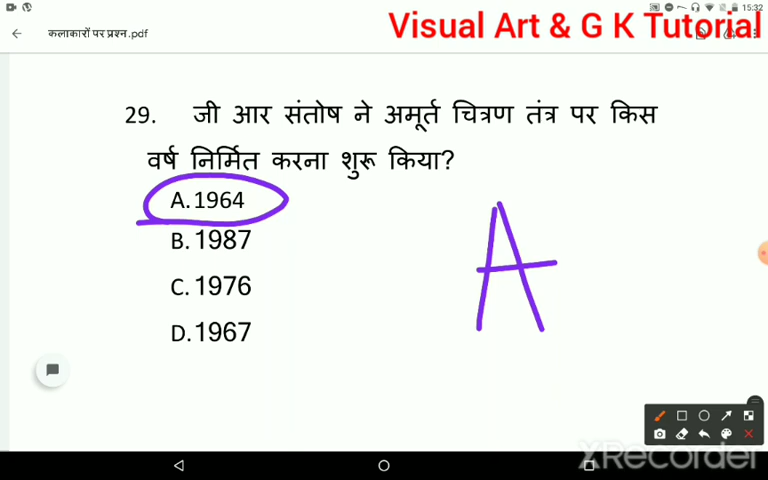 15:32
Visual Art & G K Tutorial
कलाकारों पर प्रश्न.pdf
29. जी आर संतोष ने अमूर्त चित्रण तंत्र पर किस
वर्ष निर्मित करना शुरू किया?
A.1964
B.1987
C.1976
D.1967
A
XRecorder